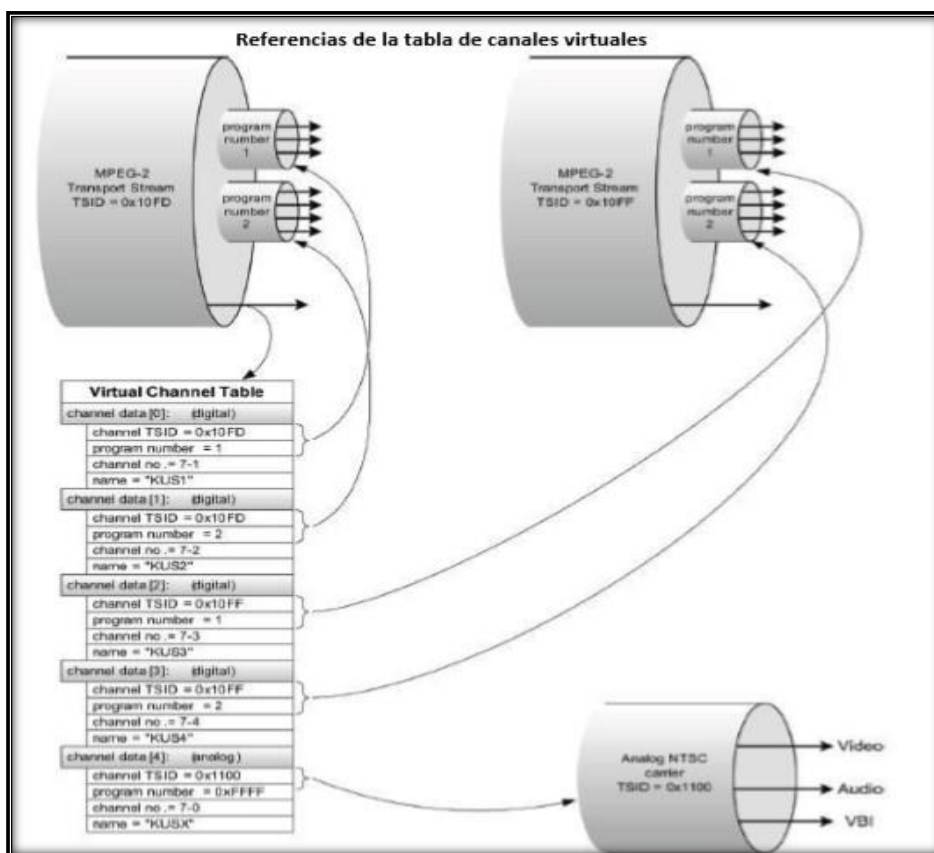 Referencias de la tabla de canales virtuales
MPEG-2
Transport Stream
TSID = 0x10FD
program
number
1
program
number
2
MPEG-2
Transport Stream
TSID = 0x10FF
program
number
1
program
number
2
Virtual Channel Table
channel data [0]: (digital)
channel TSID = 0x10FD
program number = 1
channel no .= 7-1
name = "KUS1"
channel data [1]: (digital)
channel TSID = 0x10FD
program number = 2
channel no .= 7-2
name = "KUS2"
channel data [2]: (digital)
channel TSID = 0x10FF
program number = 1
channel no .= 7-3
name = "KUS3"
channel data [3]: (digital)
channel TSID = 0x10FF
program number = 2
channel no .= 7-4
name = "KUS4"
channel data [4]: (analog )
channel TSID = 0x1100
program number = 0xFFFF
channel no .= 7-0
name = "KUSX"
Analog NTSC
carrier
TSID = 0x1100
Video
Audio
VBI